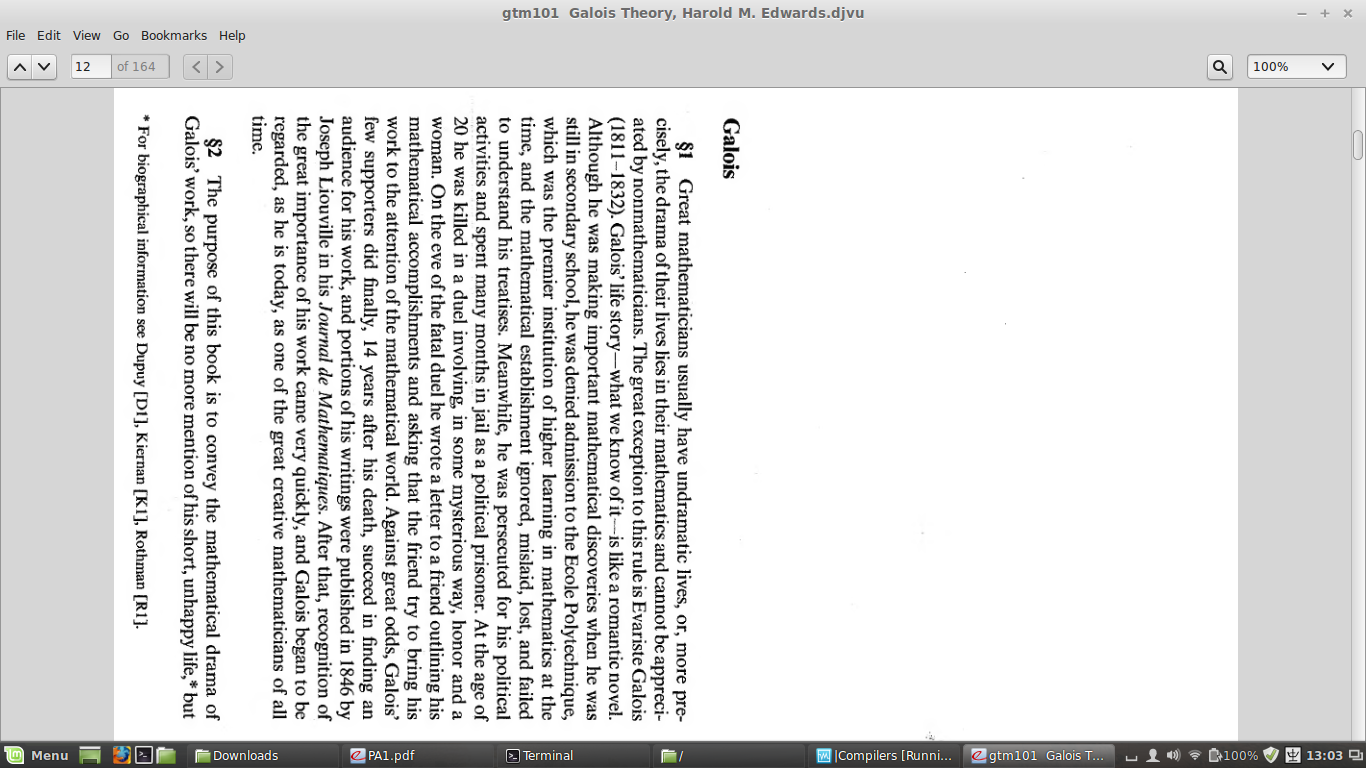 gtm101 Galois Theory, Harold M. Edwards.djvu
File Edit View Go Bookmarks Help
12 of 164 100%
Galois
§1 Great mathematicians usually have undramatic lives, or, more pre-
cisely, the drama of their lives lies in their mathematics and cannot be appreci-
ated by nonmathematicians. The great exception to this rule is Evariste Galois
(1811–1832). Galois' life story—what we know of it—is like a romantic novel.
Although he was making important mathematical discoveries when he was
still in secondary school, he was denied admission to the Ecole Polytechnique,
which was the premier institution of higher learning in mathematics at the
time, and the mathematical establishment ignored, mislaid, lost, and failed
to understand his treatises. Meanwhile, he was persecuted for his political
activities and spent many months in jail as a political prisoner. At the age of
20 he was killed in a duel involving, in some mysterious way, honor and a
woman. On the eve of the fatal duel he wrote a letter to a friend outlining his
mathematical accomplishments and asking that the friend try to bring his
work to the attention of the mathematical world. Against great odds, Galois'
few supporters did finally, 14 years after his death, succeed in finding an
audience for his work, and portions of his writings were published in 1846 by
Joseph Liouville in his Journal de Mathematiques. After that, recognition of
the great importance of his work came very quickly, and Galois began to be
regarded, as he is today, as one of the great creative mathematicians of all
time.
§2 The purpose of this book is to convey the mathematical drama of
Galois' work, so there will be no more mention of his short, unhappy life,* but
* For biographical information see Dupuy [D1], Kiernan [K1], Rothman [R1].
Menu Downloads PA1.pdf Terminal / |Compilers [Runni... gtm101 Galois T... 100% 13:03